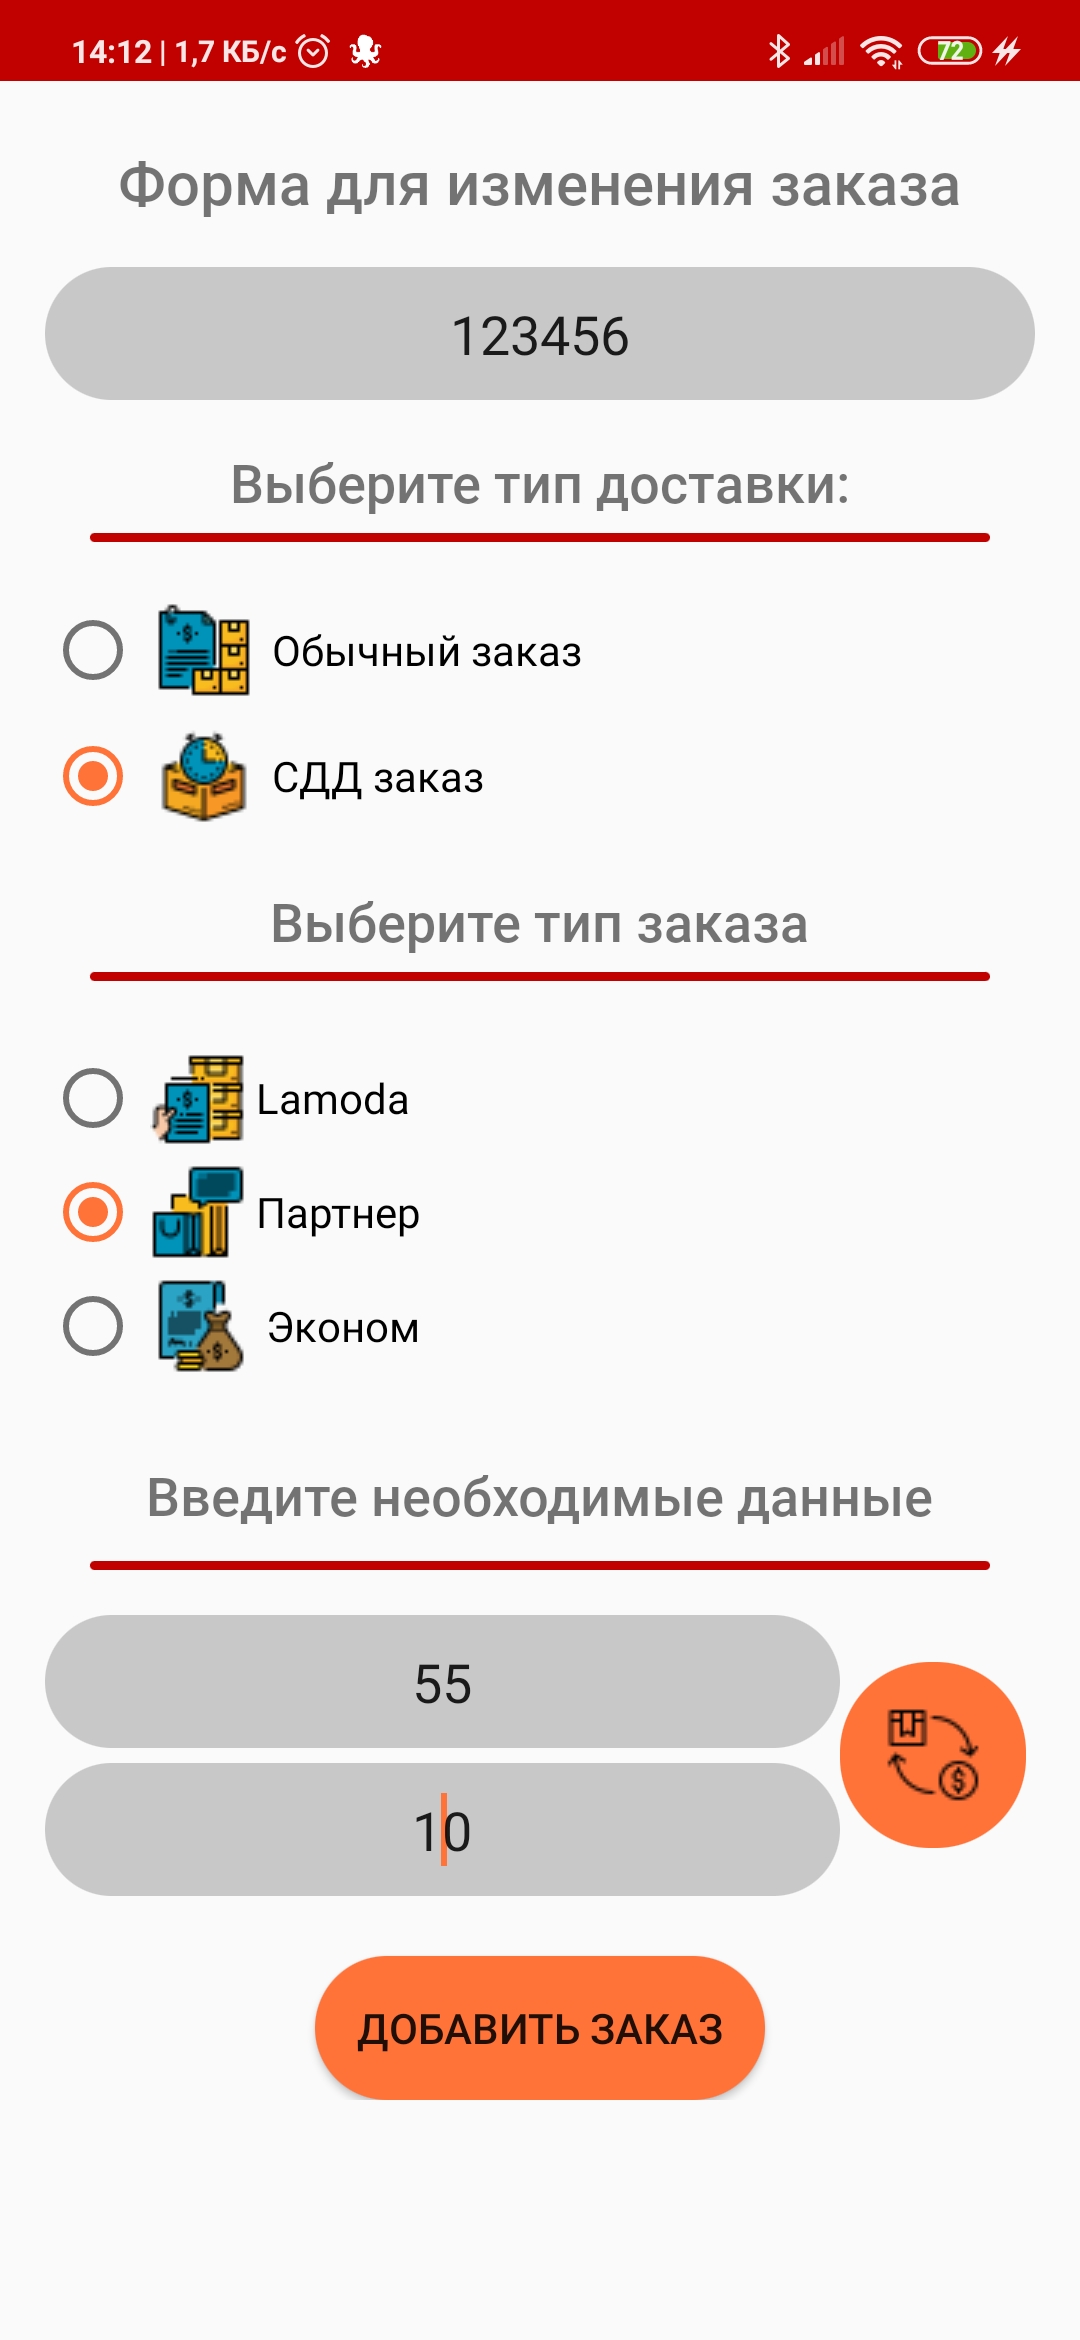 14:12 | 1,7 КБ/с 72
Форма для изменения заказа
123456
Выберите тип доставки:
Обычный заказ
СДД заказ
Выберите тип заказа
Lamoda
Партнер
Эконом
Введите необходимые данные
55
10
ДОБАВИТЬ ЗАКАЗ